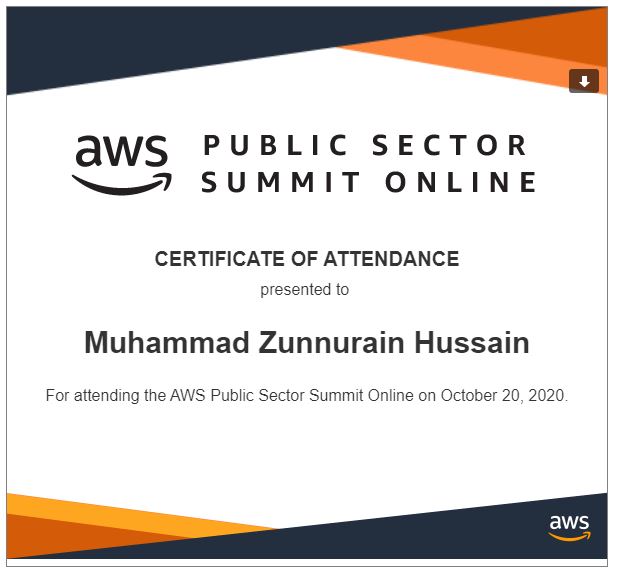 aws PUBLIC SECTOR
SUMMIT ONLINE
CERTIFICATE OF ATTENDANCE
presented to
Muhammad Zunnurain Hussain
For attending the AWS Public Sector Summit Online on October 20, 2020.
aws